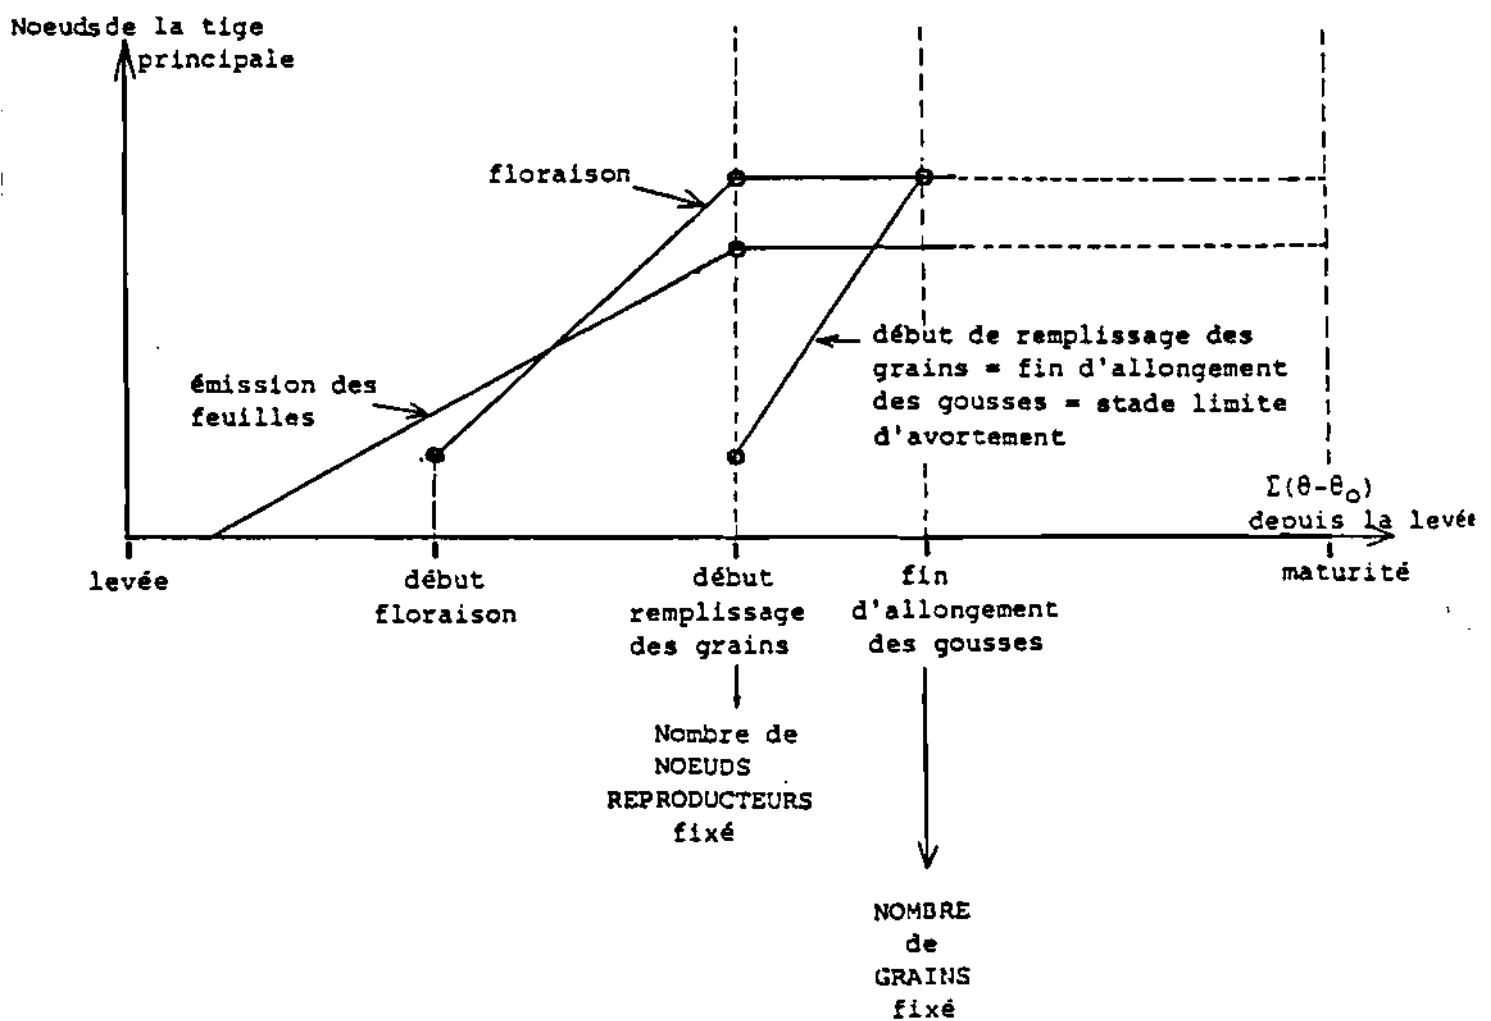 Noeuds de la tige
principale
floraison
émission des
feuilles
début de remplissage des
grains = fin d'allongement
des gousses = stade limite
d'avortement
Σ(θ-θo)
depuis la levée
levée
début
floraison
début
remplissage
des grains
fin
d'allongement
des gousses
maturité
Nombre de
NOEUDS
REPRODUCTEURS
fixé
NOMBRE
de
GRAINS
fixé